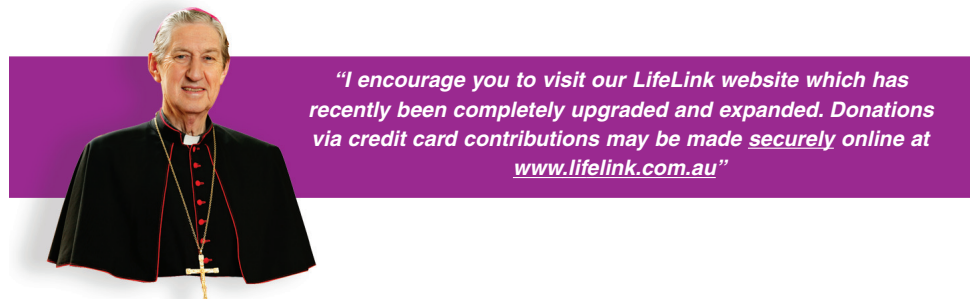 “I encourage you to visit our LifeLink website which has
recently been completely upgraded and expanded. Donations
via credit card contributions may be made securely online at
www.lifelink.com.au”